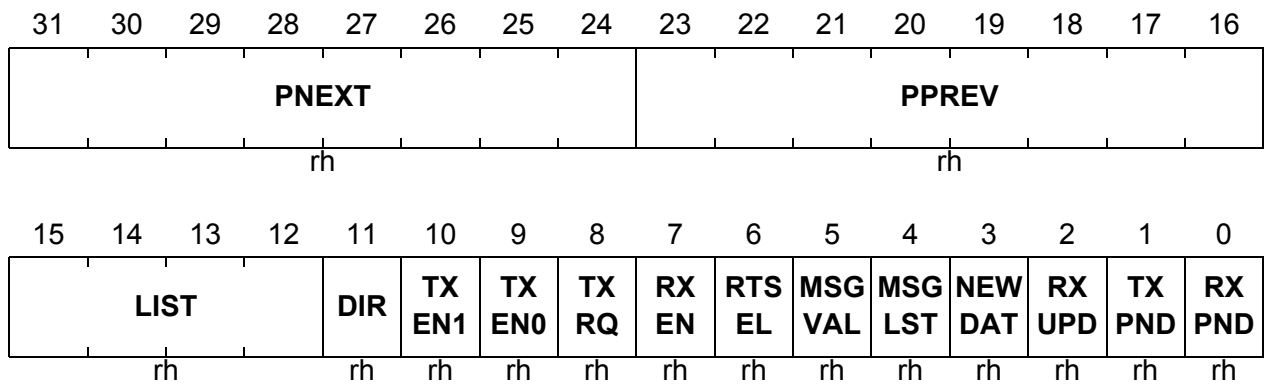 31 30 29 28 27 26 25 24 23 22 21 20 19 18 17 16
PNEXT PPREV
rh rh
15 14 13 12 11 10 9 8 7 6 5 4 3 2 1 0
LIST DIR TX EN1 TX EN0 TX RQ RX EN RTS EL MSG VAL MSG LST NEW DAT RX UPD TX PND RX PND
rh rh rh rh rh rh rh rh rh rh rh rh rh